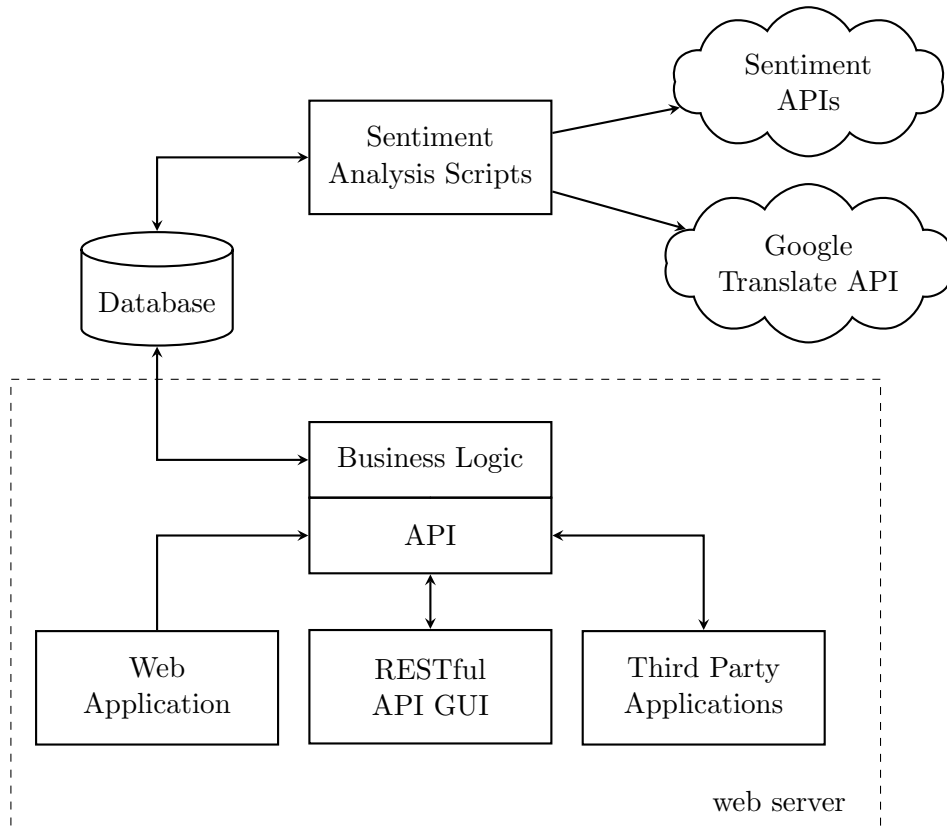 Sentiment
APIs
Sentiment
Analysis Scripts
Google
Translate API
Database
Business Logic
API
Web
Application
RESTful
API GUI
Third Party
Applications
web server